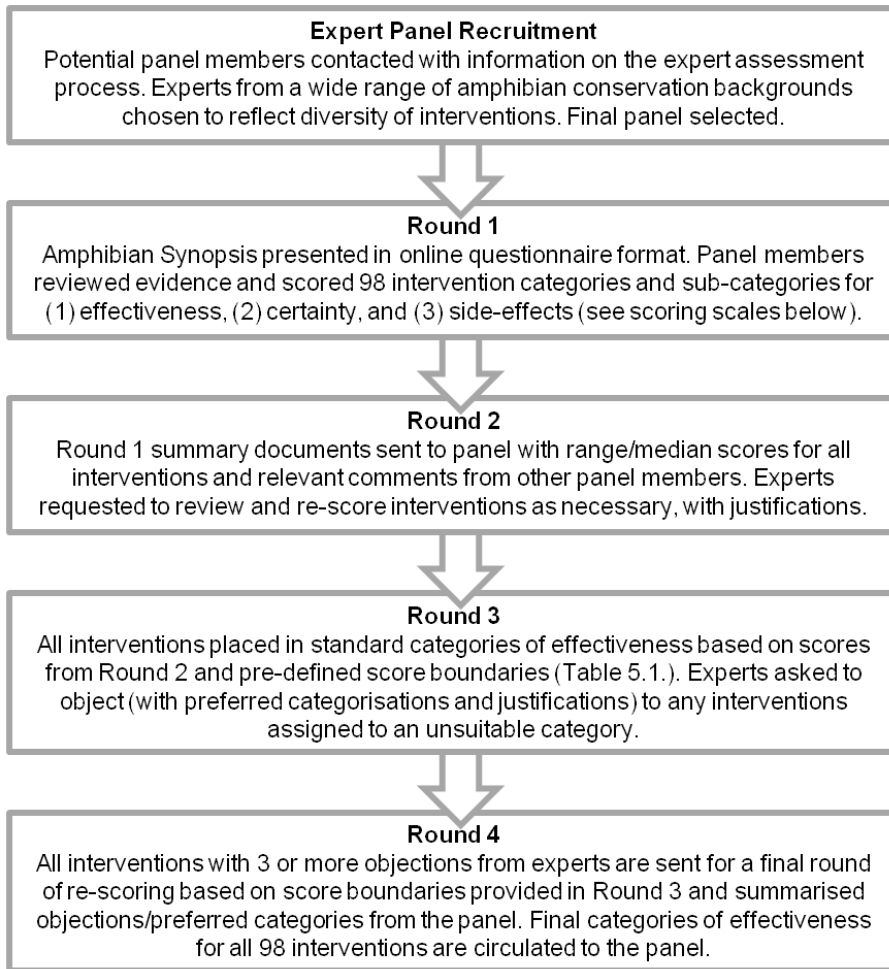 Expert Panel Recruitment
Potential panel members contacted with information on the expert assessment
process. Experts from a wide range of amphibian conservation backgrounds
chosen to reflect diversity of interventions. Final panel selected.
Round 1
Amphibian Synopsis presented in online questionnaire format. Panel members
reviewed evidence and scored 98 intervention categories and sub-categories for
(1) effectiveness, (2) certainty, and (3) side-effects (see scoring scales below).
Round 2
Round 1 summary documents sent to panel with range/median scores for all
interventions and relevant comments from other panel members. Experts
requested to review and re-score interventions as necessary, with justifications.
Round 3
All interventions placed in standard categories of effectiveness based on scores
from Round 2 and pre-defined score boundaries (Table 5.1.). Experts asked to
object (with preferred categorisations and justifications) to any interventions
assigned to an unsuitable category.
Round 4
All interventions with 3 or more objections from experts are sent for a final round
of re-scoring based on score boundaries provided in Round 3 and summarised
objections/preferred categories from the panel. Final categories of effectiveness
for all 98 interventions are circulated to the panel.